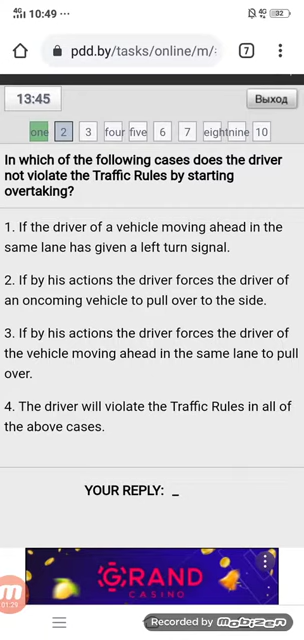 4G 10:49 ...
4G 32
pdd.by/tasks/online/m/
7
13:45
Выход
one 2 3 four five 6 7 eight nine 10
In which of the following cases does the driver
not violate the Traffic Rules by starting
overtaking?
1. If the driver of a vehicle moving ahead in the
same lane has given a left turn signal.
2. If by his actions the driver forces the driver of
an oncoming vehicle to pull over to the side.
3. If by his actions the driver forces the driver of
the vehicle moving ahead in the same lane to pull
over.
4. The driver will violate the Traffic Rules in all of
the above cases.
YOUR REPLY: _
GRAND
CASINO
m
01:29
Recorded by mobizen